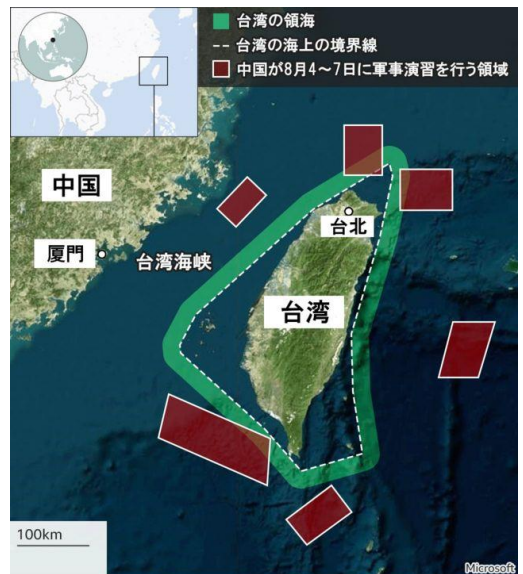 台湾の領海
台湾の海上の境界線
中国が8月4〜7日に軍事演習を行う領域
中国
台北
厦門
台湾海峡
台湾
100km
Microsoft